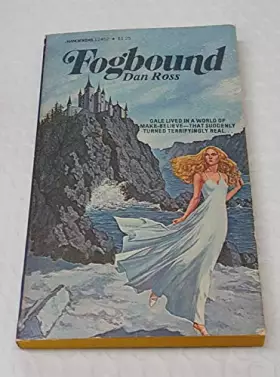 Fogbound
Dan Ross
GALE LIVED IN A WORLD OF
MAKE-BELIEVE—THAT SUDDENLY
TURNED TERRIFYINGLY REAL.